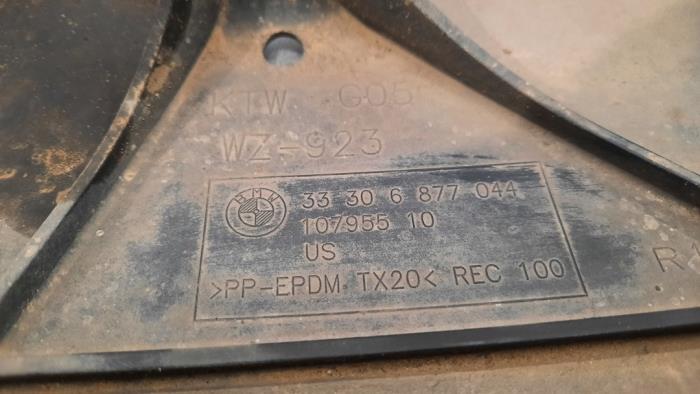 KTW G05
WZ-923
BMW
33 30 6 877 044
107955 10
US
>PP-EPDM TX20< REC 100
R